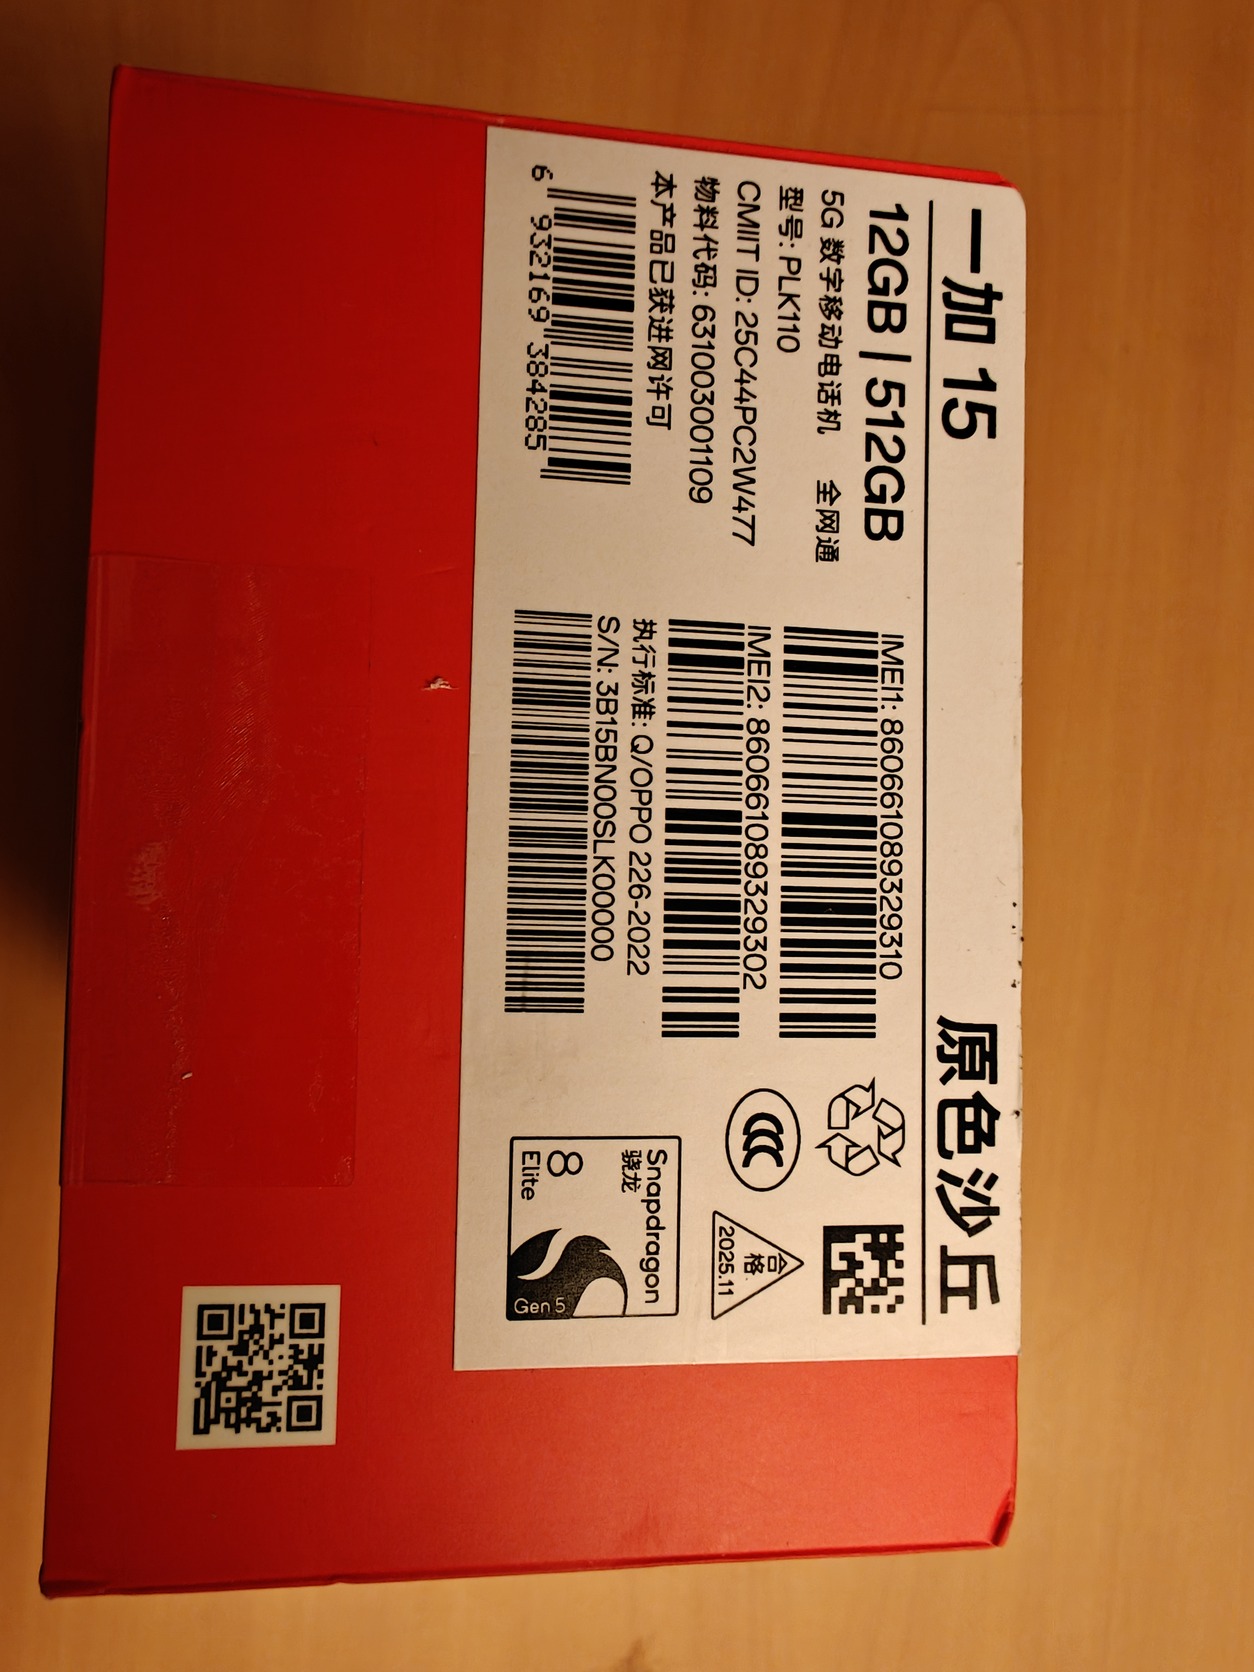 一加 15
原色沙丘
12GB | 512GB
5G 数字移动电话机 全网通
型号: PLK110
CMIIT ID: 25C44PC2W477
物料代码: 631003001109
本产品已获进网许可
6 932169 384285
IMEI1: 860661089329310
IMEI2: 860661089329302
执行标准: Q/OPPO 226-2022
S/N: 3B15BN00SLK00000
合格
2025.11
Snapdragon
骁龙
8
Elite
Gen 5